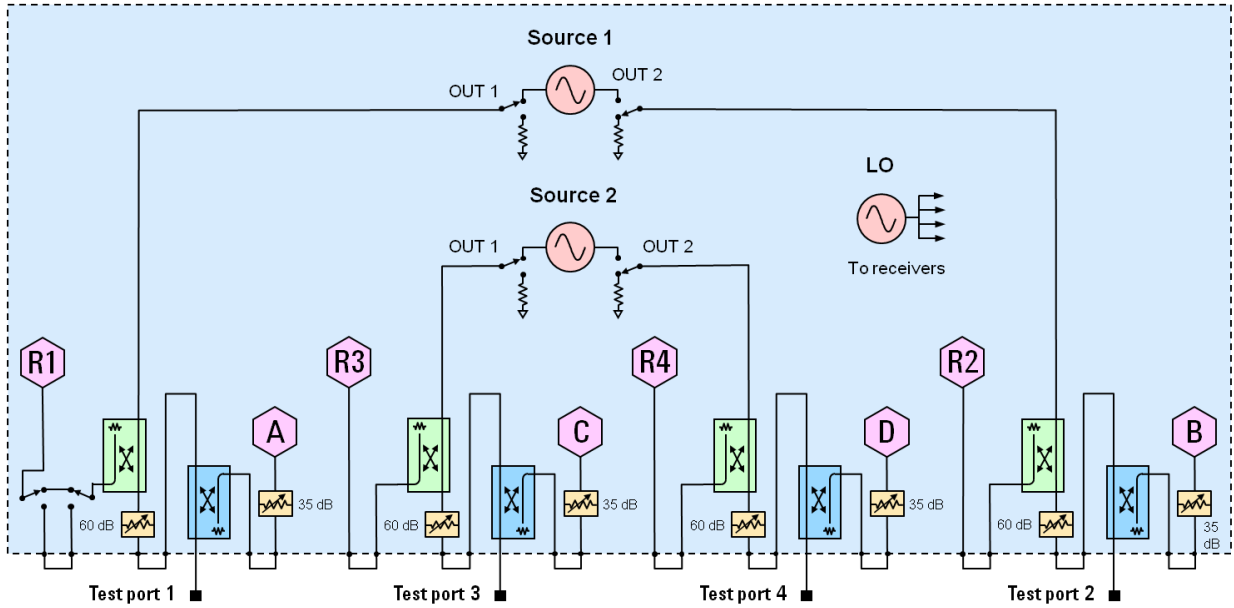 Source 1
OUT 1
OUT 2
LO
Source 2
OUT 1
OUT 2
To receivers
R1
R3
R4
R2
A
C
D
B
60 dB
35 dB
60 dB
35 dB
60 dB
35 dB
60 dB
35
dB
Test port 1
Test port 3
Test port 4
Test port 2